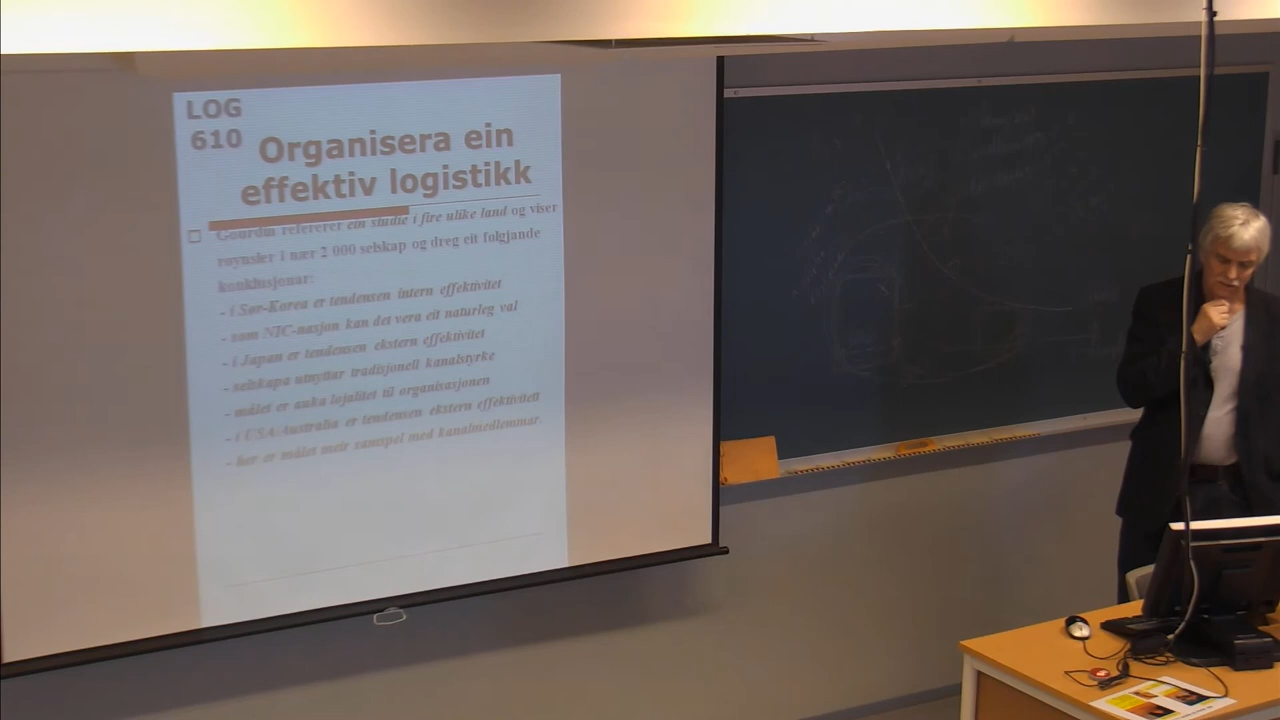 LOG
610
Organisera ein
effektiv logistikk
Gourdin refererer ein studie i fire ulike land og viser
røynsler i nær 2 000 selskap og dreg eit følgjande
konklusjonar:
- i Sør-Korea er tendensen intern effektivitet
- som NIC-nasjon kan det vera eit naturleg val
- i Japan er tendensen ekstern effektivitet
- selskapa utnyttar tradisjonell kanalstyrke
- målet er auka lojalitet til organisasjonen
- i USA/Australia er tendensen ekstern effektivitet
- her er målet meir samspel med kanalmedlemmar.